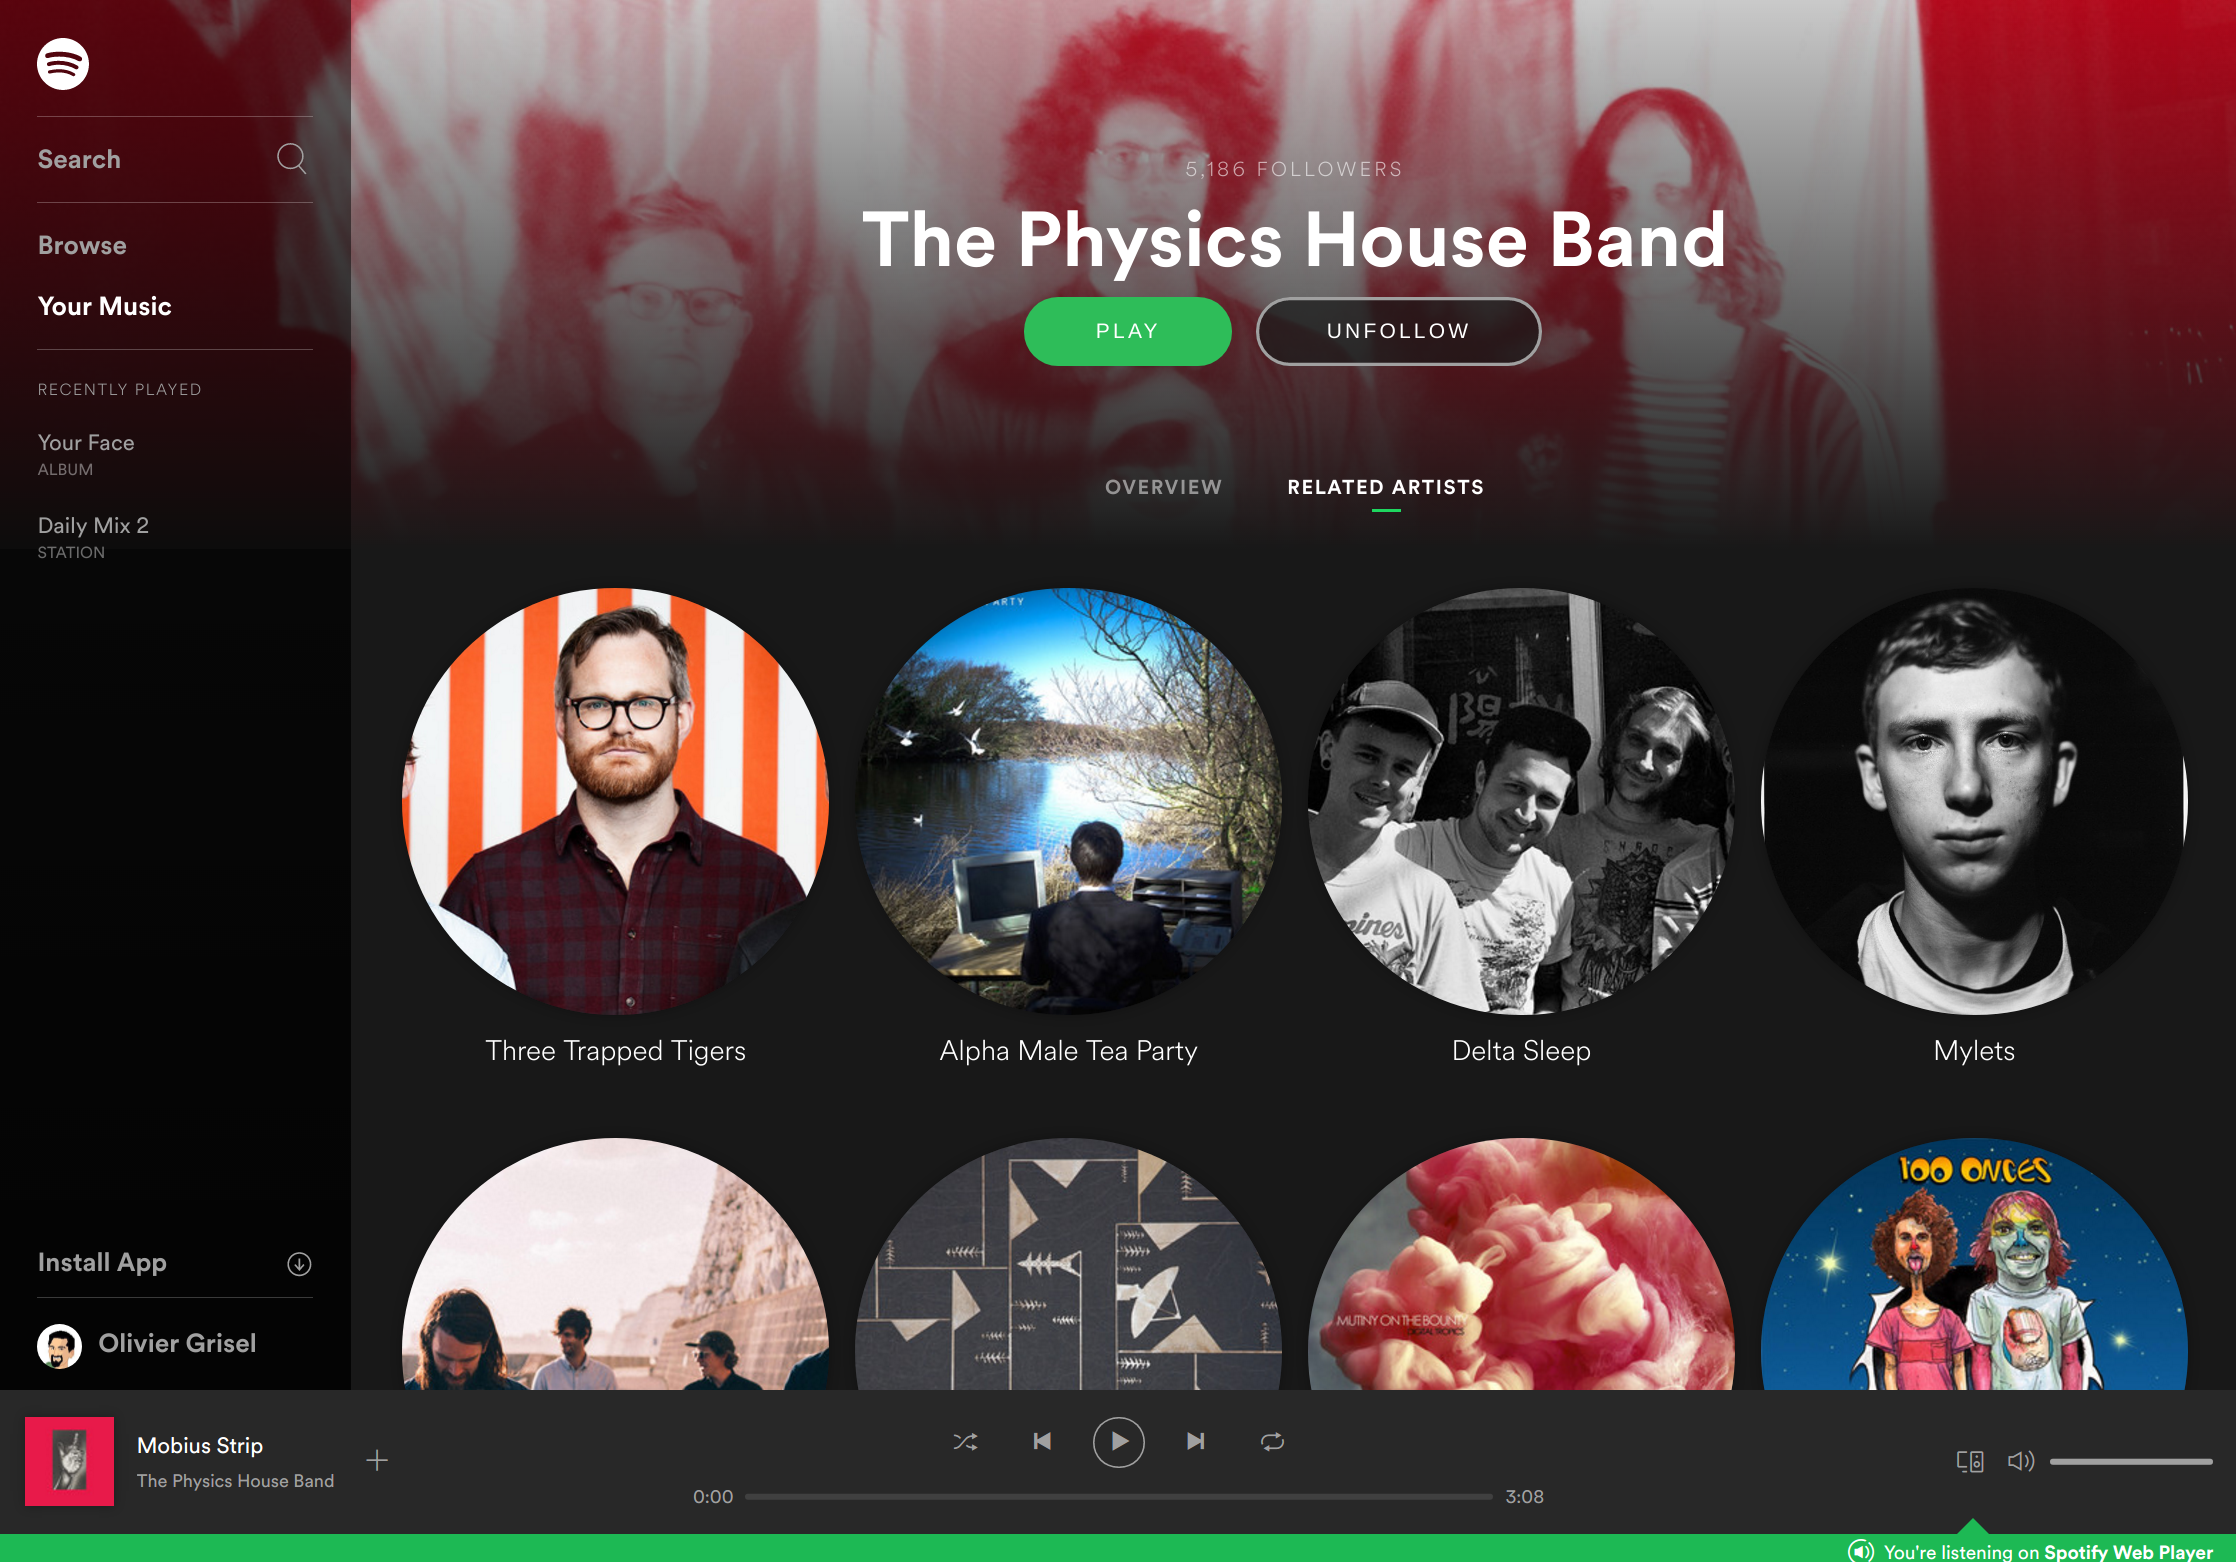 Search
Browse
Your Music
RECENTLY PLAYED
Your Face
ALBUM
Daily Mix 2
STATION
Install App
Olivier Grisel
5,186 FOLLOWERS
The Physics House Band
PLAY
UNFOLLOW
OVERVIEW
RELATED ARTISTS
ARTY
Three Trapped Tigers
Alpha Male Tea Party
Delta Sleep
Mylets
MUTINY ON THE BOUNTY
DIGITAL TROPICS
100 ONCES
Mobius Strip
The Physics House Band
0:00
3:08
You're listening on Spotify Web Player